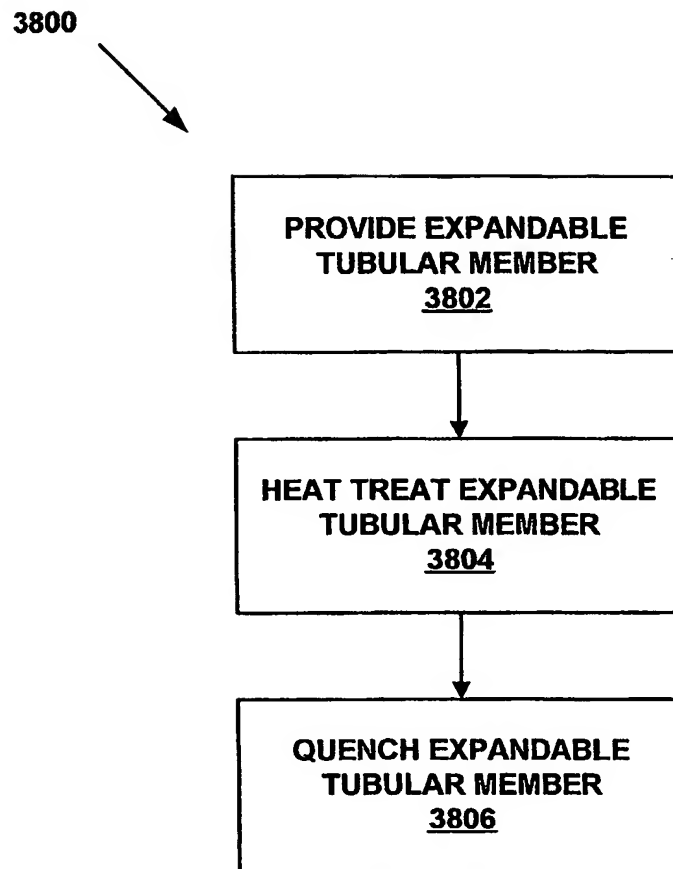 3800
PROVIDE EXPANDABLE
TUBULAR MEMBER
3802
HEAT TREAT EXPANDABLE
TUBULAR MEMBER
3804
QUENCH EXPANDABLE
TUBULAR MEMBER
3806